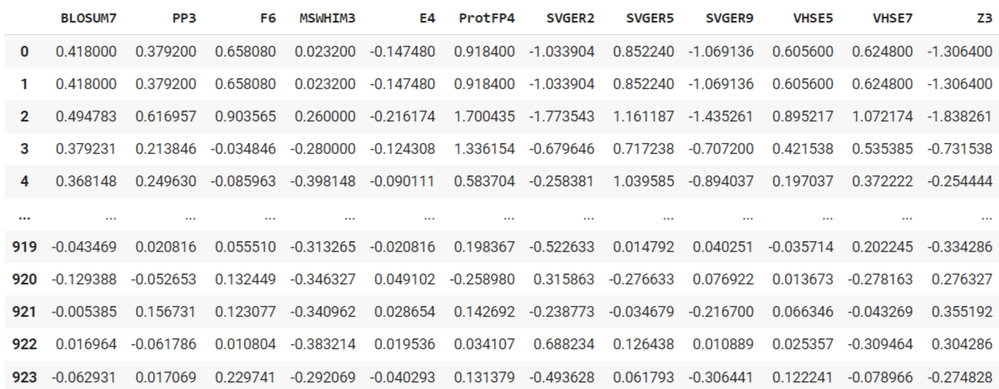 BLOSUM7 PP3 F6 MSWHIM3 E4 ProtFP4 SVGER2 SVGER5 SVGER9 VHSE5 VHSE7 Z3
0 0.418000 0.379200 0.658080 0.023200 -0.147480 0.918400 -1.033904 0.852240 -1.069136 0.605600 0.624800 -1.306400
1 0.418000 0.379200 0.658080 0.023200 -0.147480 0.918400 -1.033904 0.852240 -1.069136 0.605600 0.624800 -1.306400
2 0.494783 0.616957 0.903565 0.260000 -0.216174 1.700435 -1.773543 1.161187 -1.435261 0.895217 1.072174 -1.838261
3 0.379231 0.213846 -0.034846 -0.280000 -0.124308 1.336154 -0.679646 0.717238 -0.707200 0.421538 0.535385 -0.731538
4 0.368148 0.249630 -0.085963 -0.398148 -0.090111 0.583704 -0.258381 1.039585 -0.894037 0.197037 0.372222 -0.254444
... ... ... ... ... ... ... ... ... ... ... ... ...
919 -0.043469 0.020816 0.055510 -0.313265 -0.020816 0.198367 -0.522633 0.014792 0.040251 -0.035714 0.202245 -0.334286
920 -0.129388 -0.052653 0.132449 -0.346327 0.049102 -0.258980 0.315863 -0.276633 0.076922 0.013673 -0.278163 0.276327
921 -0.005385 0.156731 0.123077 -0.340962 0.028654 0.142692 -0.238773 -0.034679 -0.216700 0.066346 -0.043269 0.355192
922 0.016964 -0.061786 0.010804 -0.383214 0.019536 0.034107 0.688234 0.126438 0.010889 0.025357 -0.309464 0.304286
923 -0.062931 0.017069 0.229741 -0.292069 -0.040293 0.131379 -0.493628 0.061793 -0.306441 0.122241 -0.078966 -0.274828